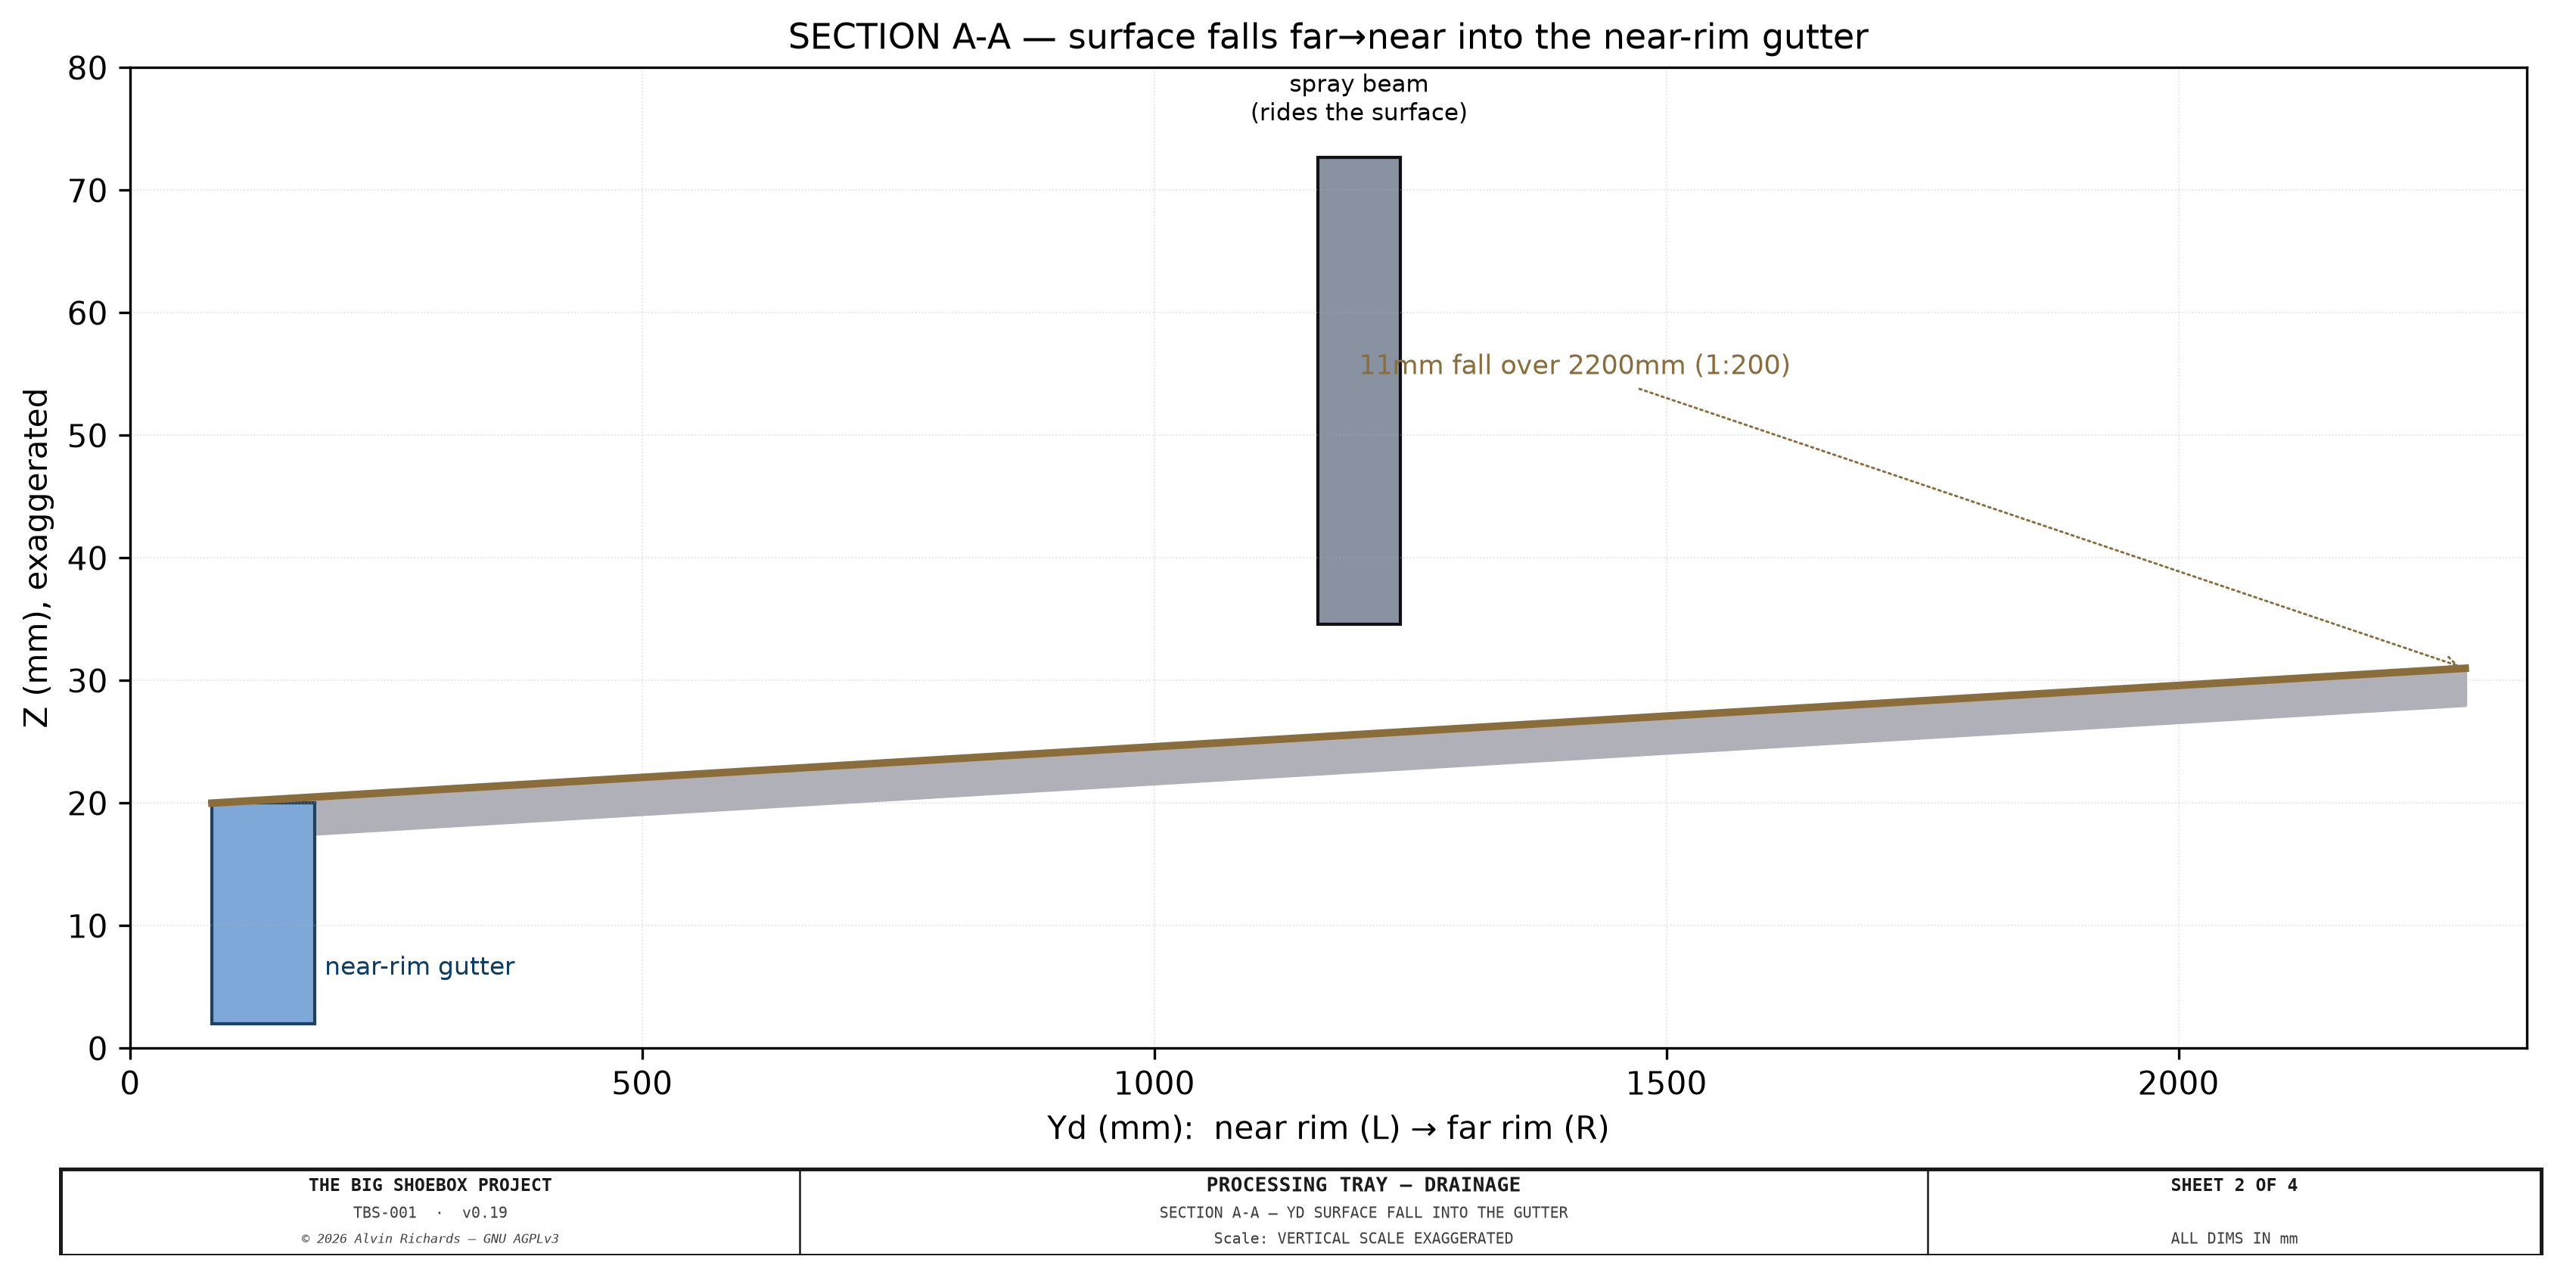 SECTION A-A — surface falls far→near into the near-rim gutter
80
70
60
50
40
30
20
10
0
Z (mm), exaggerated
spray beam
(rides the surface)
11mm fall over 2200mm (1:200)
near-rim gutter
0
500
1000
1500
2000
Yd (mm):  near rim (L) → far rim (R)
THE BIG SHOEBOX PROJECT
TBS-001  ·  v0.19
© 2026 Alvin Richards — GNU AGPLv3
PROCESSING TRAY — DRAINAGE
SECTION A-A — YD SURFACE FALL INTO THE GUTTER
Scale: VERTICAL SCALE EXAGGERATED
SHEET 2 OF 4
ALL DIMS IN mm